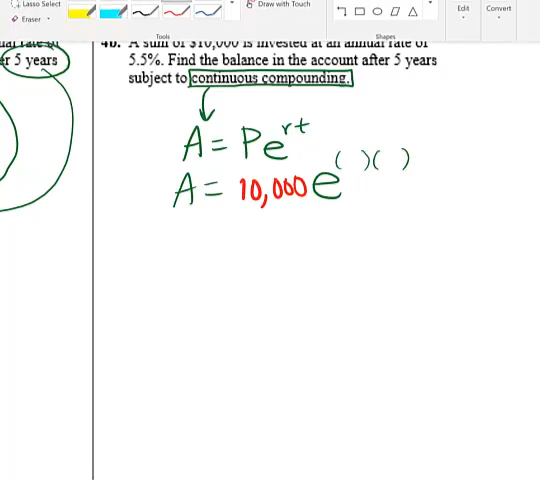 Lasso Select
Eraser
Draw with Touch
Edit
Convert
Tools
Shapes
er 5 years
4b. A sum of $10,000 is invested at an annual rate of
5.5%. Find the balance in the account after 5 years
subject to continuous compounding.
A = Pe^rt
A = 10,000 e^( )( )